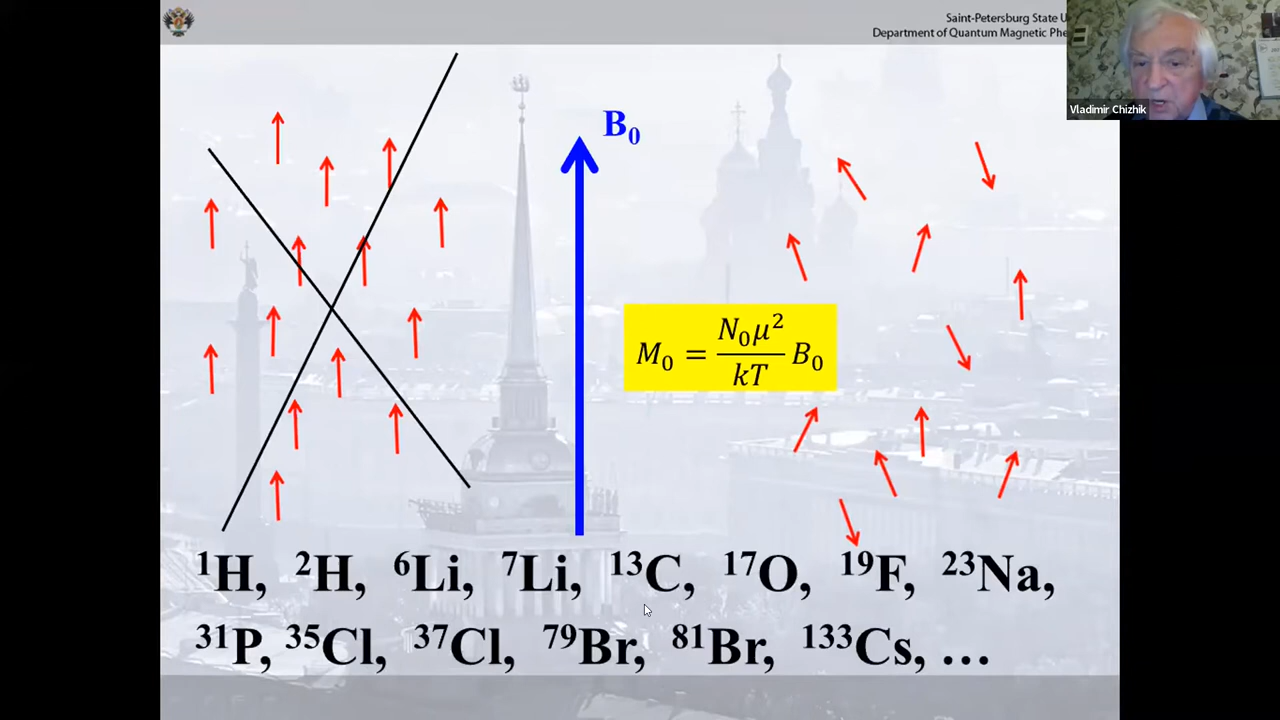 Saint-Petersburg State U
Department of Quantum Magnetic Phe
Vladimir Chizhik
B₀
M₀ = N₀μ²/kT B₀
¹H, ²H, ⁶Li, ⁷Li, ¹³C, ¹⁷O, ¹⁹F, ²³Na,
³¹P, ³⁵Cl, ³⁷Cl, ⁷⁹Br, ⁸¹Br, ¹³³Cs, …